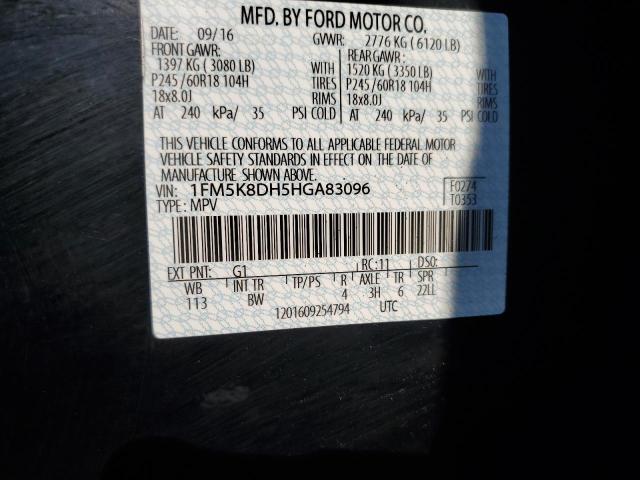 MFD. BY FORD MOTOR CO.
DATE: 09/16 GVWR: 2776 KG ( 6120 LB)
FRONT GAWR: REAR GAWR :
1397 KG ( 3080 LB) WITH 1520 KG ( 3350 LB) WITH
P245 /60R18 104H TIRES P245 /60R18 104H TIRES
18x8.0J RIMS 18x8.0J RIMS
AT 240 kPa/ 35 PSI COLD AT 240 kPa/ 35 PSI COLD
THIS VEHICLE CONFORMS TO ALL APPLICABLE FEDERAL MOTOR
VEHICLE SAFETY STANDARDS IN EFFECT ON THE DATE OF
MANUFACTURE SHOWN ABOVE.
VIN: 1FM5K8DH5HGA83096 F0274
TYPE: MPV T0353
EXT PNT: G1 RC:11 DSO:
WB INT TR TP/PS R AXLE TR SPR
113 BW 4 3H 6 22LL
1201609254794 UTC